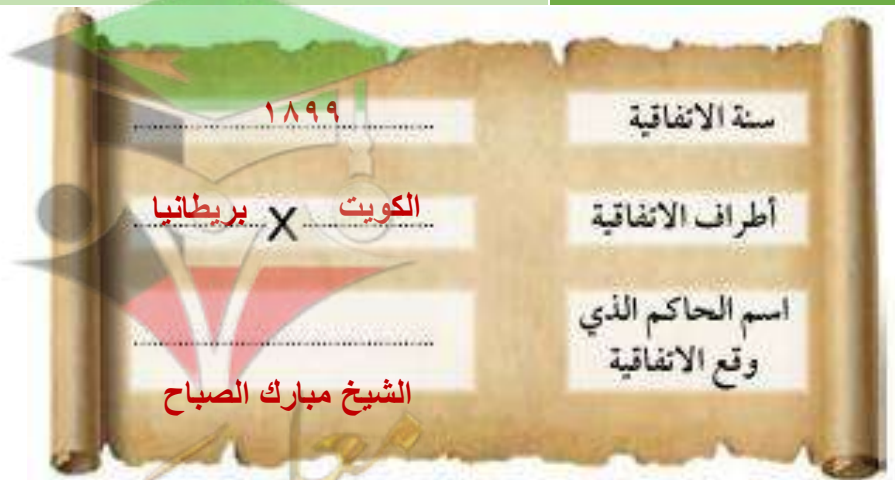 سنة الاتفاقية ١٨٩٩
أطراف الاتفاقية الكويت X بريطانيا
اسم الحاكم الذي
وقع الاتفاقية
الشيخ مبارك الصباح